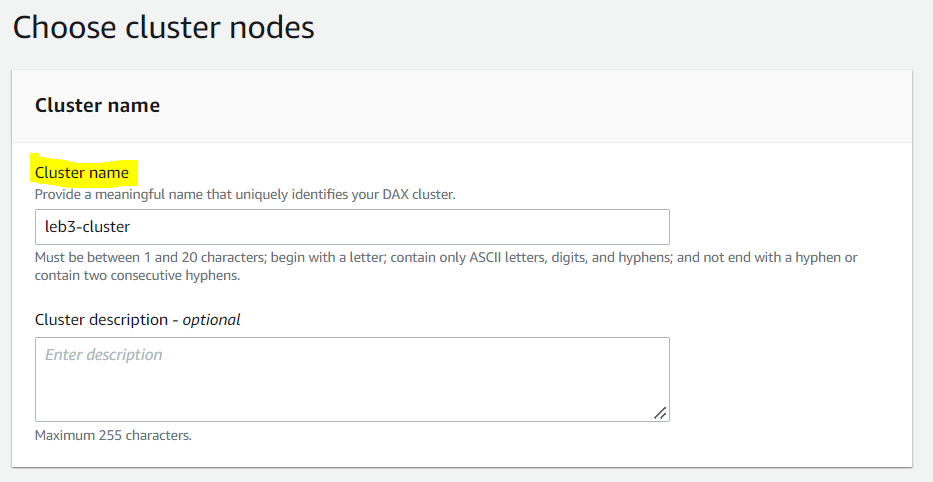 Choose cluster nodes
Cluster name
Cluster name
Provide a meaningful name that uniquely identifies your DAX cluster.
leb3-cluster
Must be between 1 and 20 characters; begin with a letter; contain only ASCII letters, digits, and hyphens; and not end with a hyphen or
contain two consecutive hyphens.
Cluster description - optional
Enter description
Maximum 255 characters.